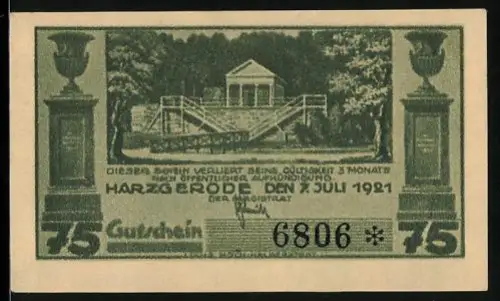 DIESER SCHEIN VERLIERT SEINE GÜLTIGKEIT 3 MONATE
NACH ÖFFENTLICHER AUFKÜNDIGUNG
HARZGERODE DEN 7. JULI 1921
DER MAGISTRAT
75 Gutschein 6806 * 75